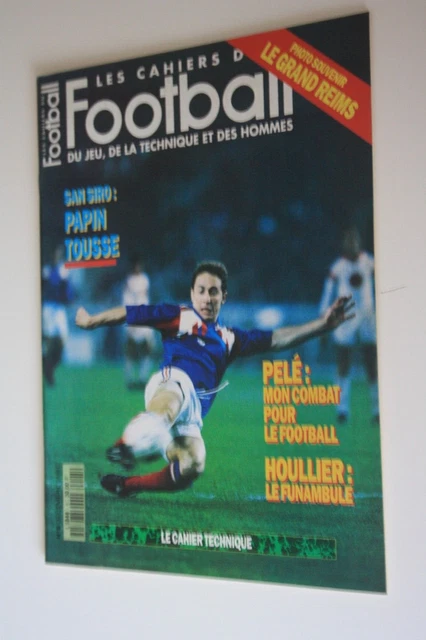 LES CAHIERS D
Football
DU JEU, DE LA TECHNIQUE ET DES HOMMES
PHOTO SOUVENIR
LE GRAND REIMS
Football
SAN SIRO :
PAPIN
TOUSSE
PELÉ :
MON COMBAT
POUR
LE FOOTBALL
HOULLIER :
LE FUNAMBULE
LE CAHIER TECHNIQUE